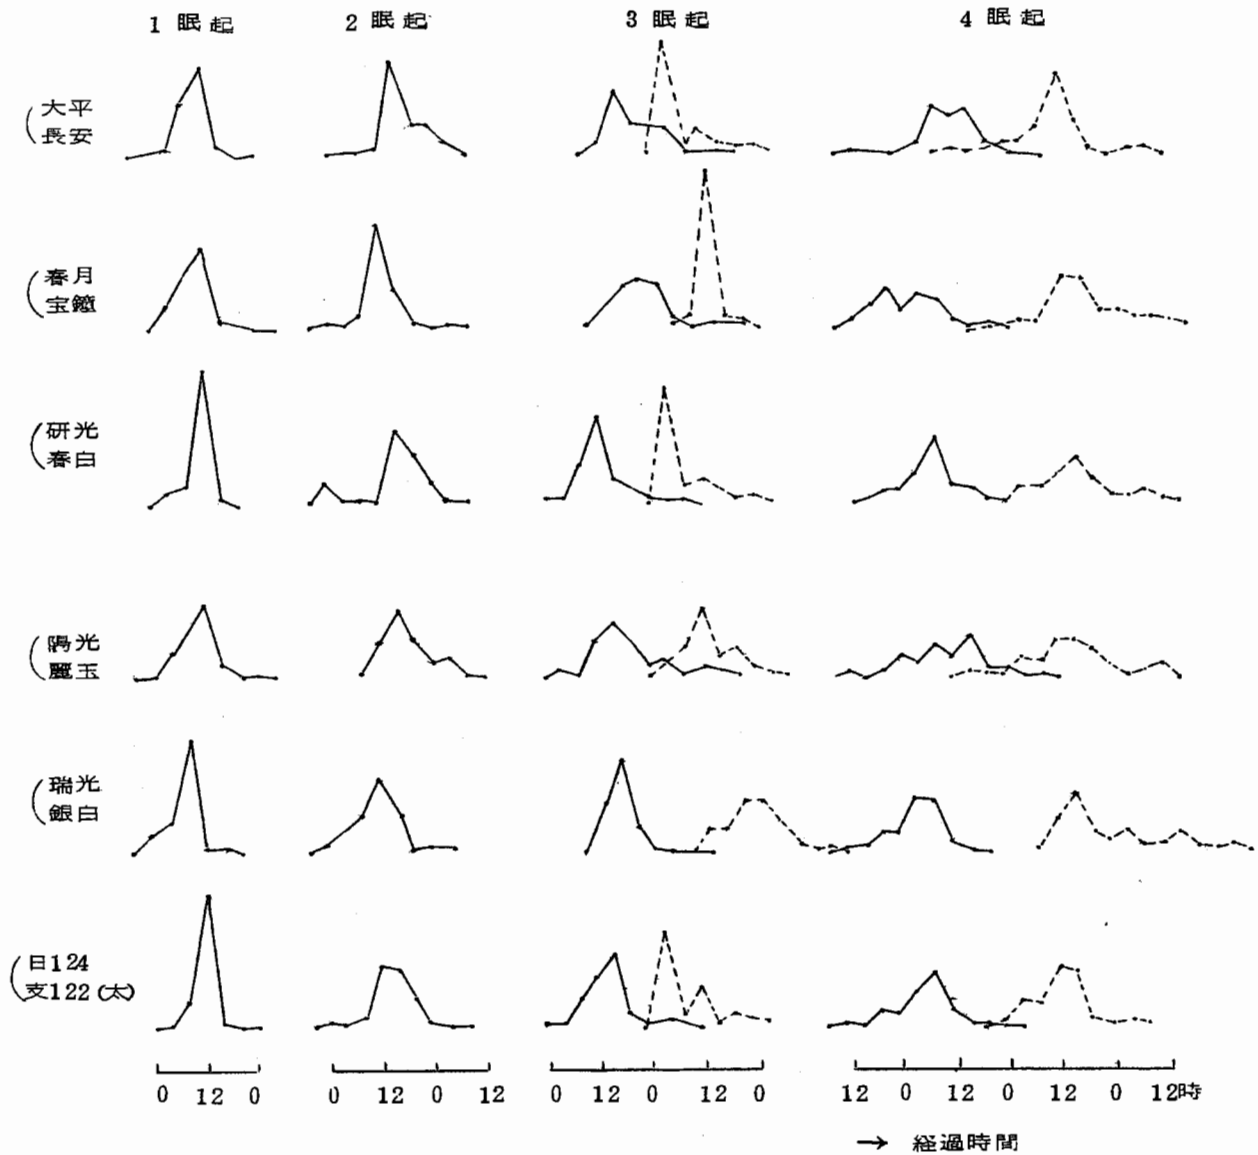 1 眠起
2 眠起
3 眠起
4 眠起
大平
長安
春月
宝鐘
研光
春白
陽光
麗玉
瑞光
銀白
日124
支122(太)
0 12 0
0 12 0 12
0 12 0 12 0
12 0 12 0 12 0 12時
→ 経過時間